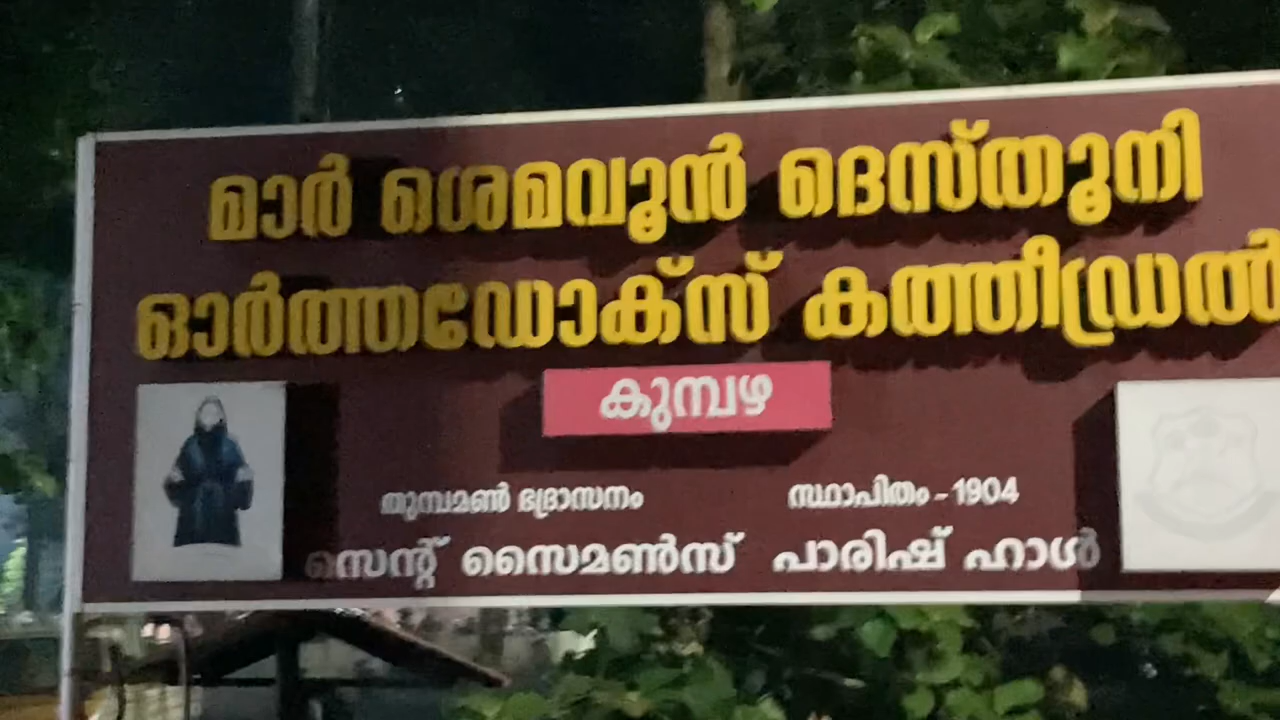 മാർ ശെമവൂൻ ദെസ്തൂനി
ഓർത്തഡോക്സ് കത്തീഡ്രൽ
കുമ്പഴ
തുമ്പമൺ ഭദ്രാസനം സ്ഥാപിതം - 1904
സെന്റ് സൈമൺസ് പാരിഷ് ഹാൾ